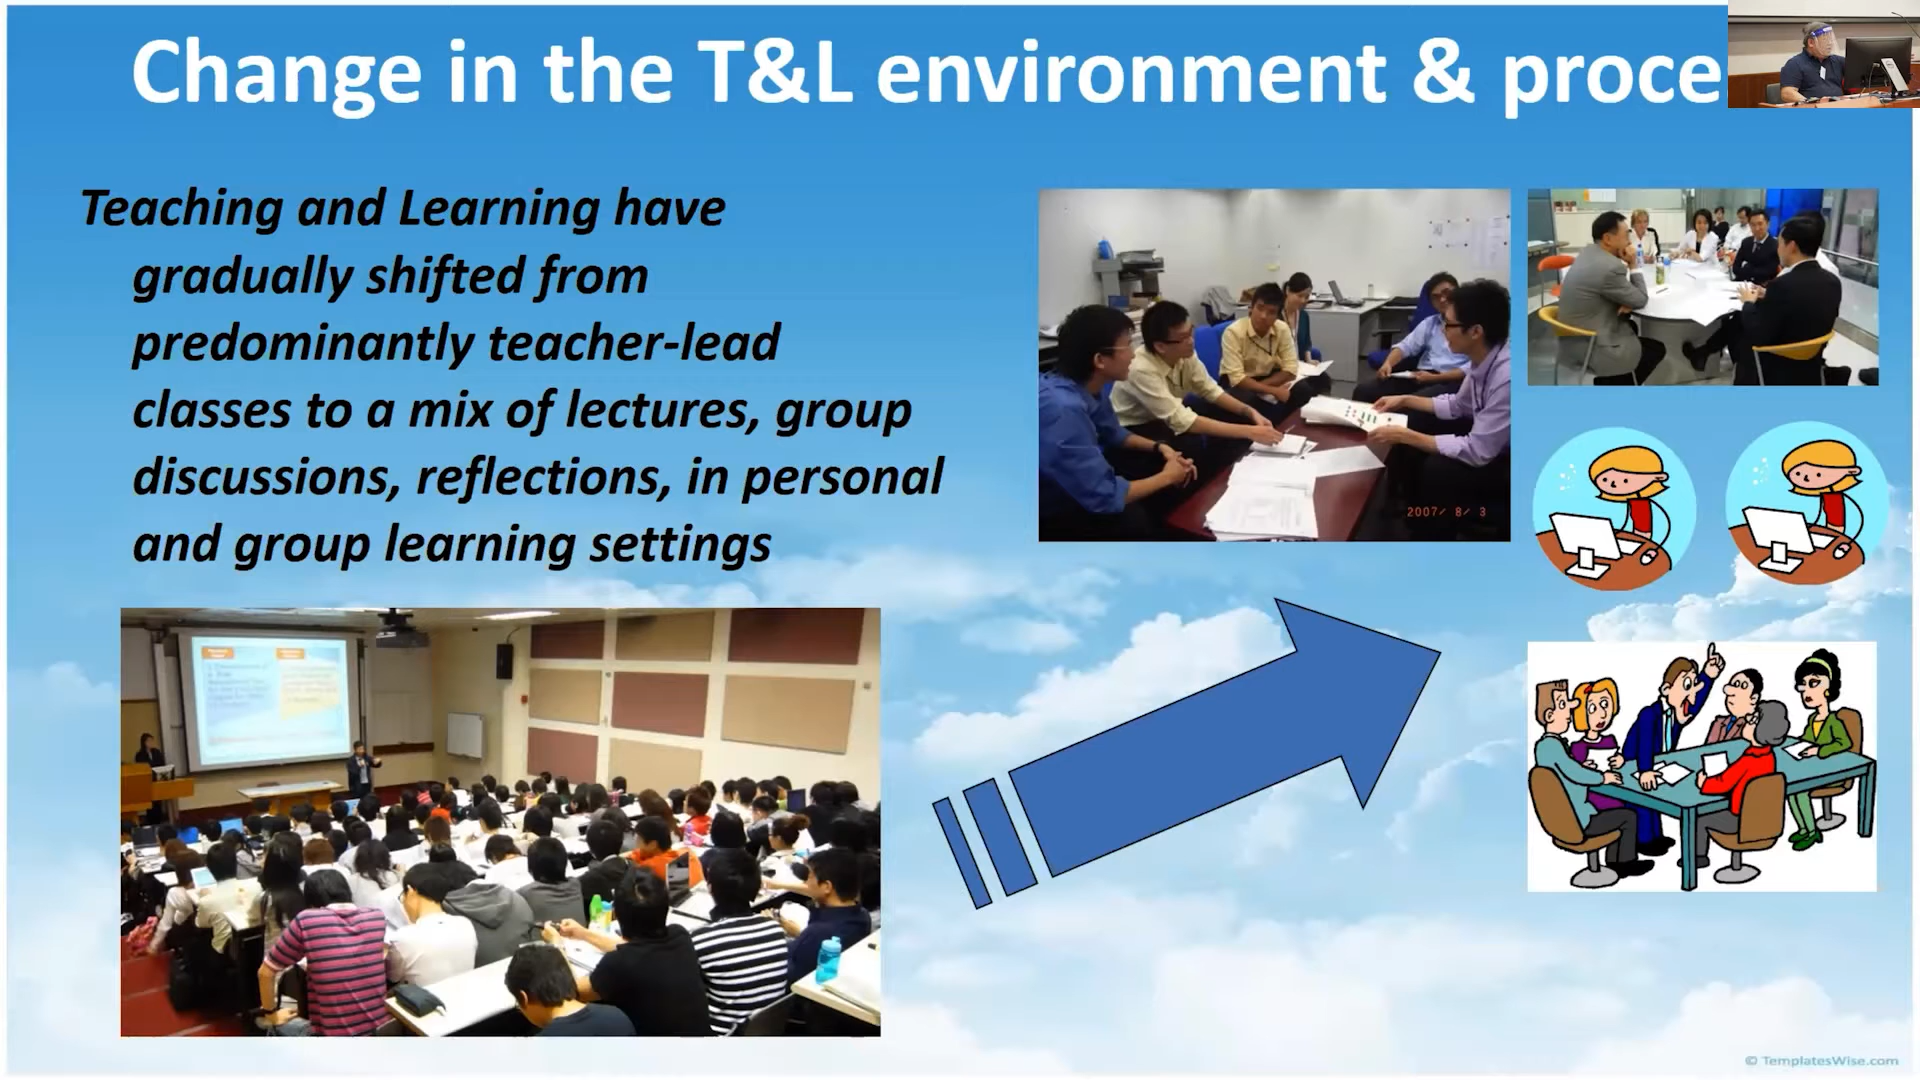 Change in the T&L environment & proce
Teaching and Learning have
gradually shifted from
predominantly teacher-lead
classes to a mix of lectures, group
discussions, reflections, in personal
and group learning settings
2007/ 8/ 3
© TemplatesWise.com